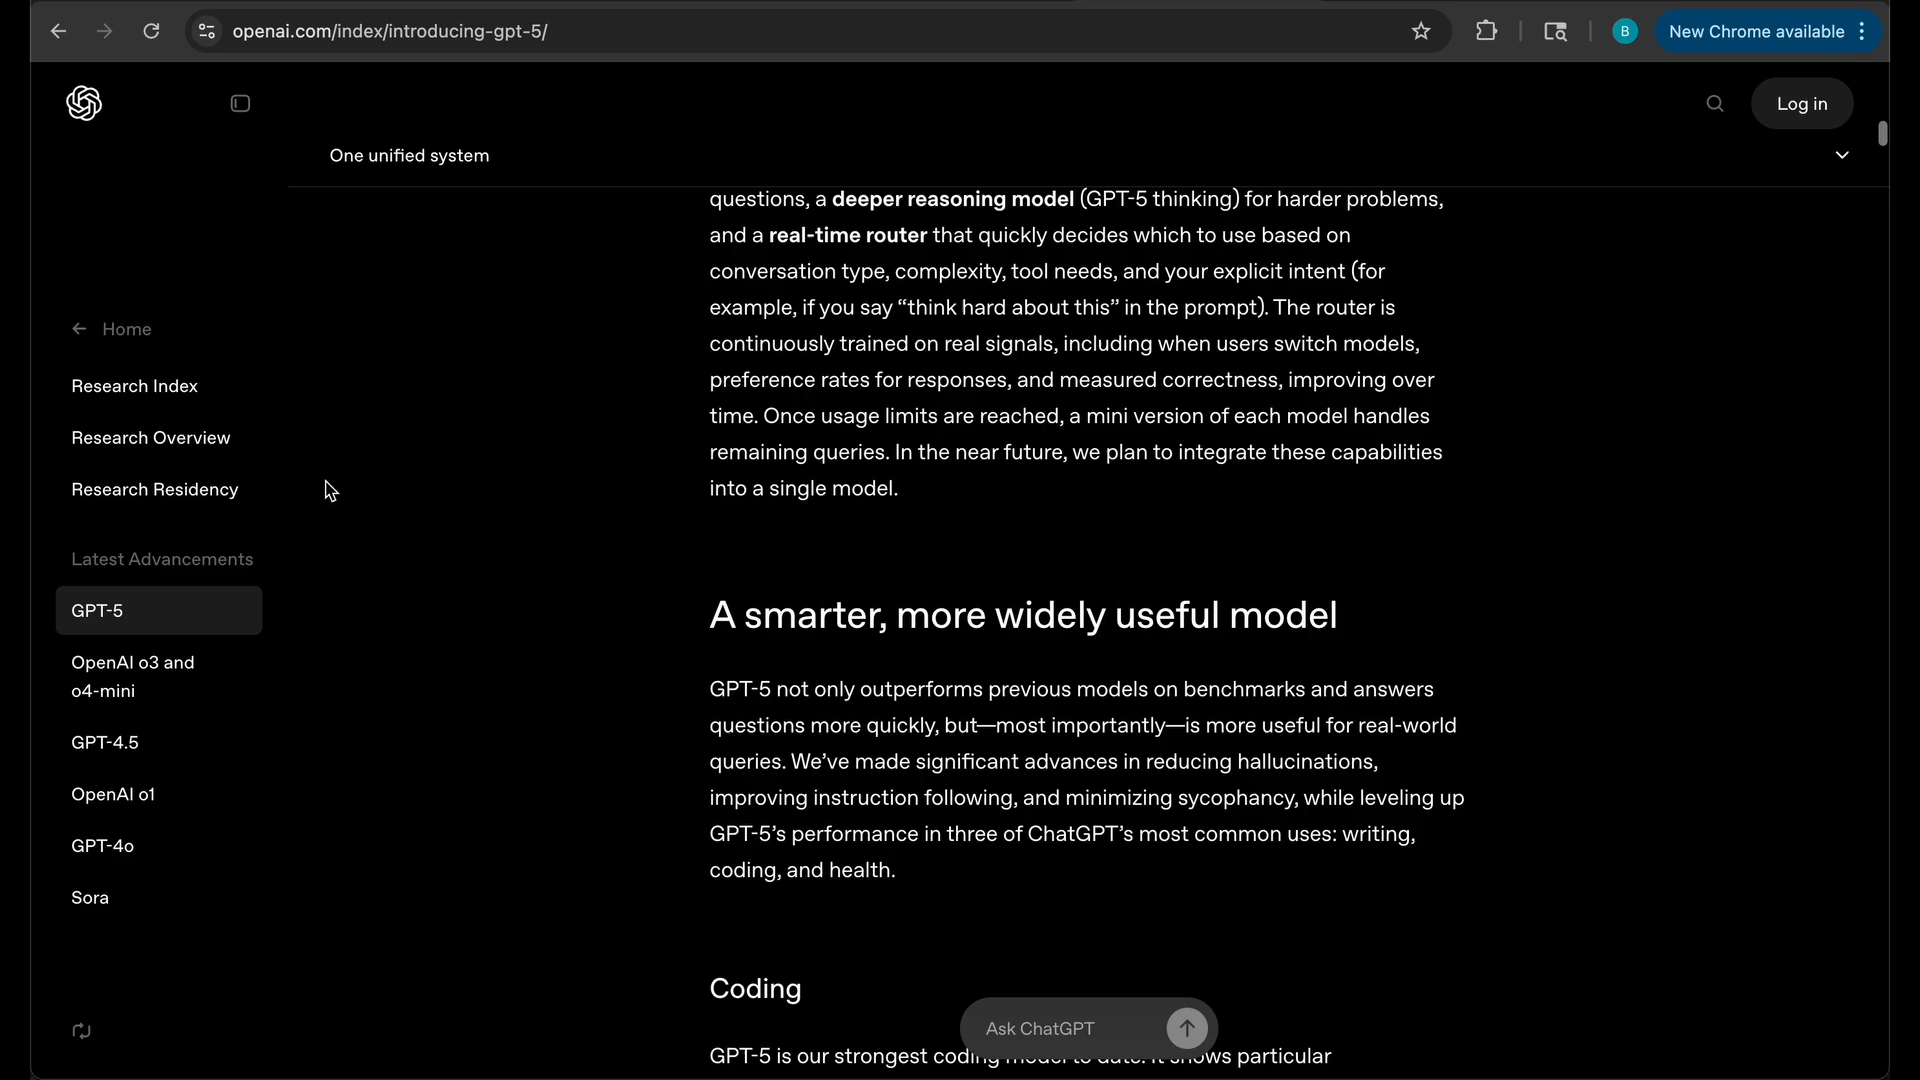 openai.com/index/introducing-gpt-5/
B
New Chrome available
Log in
One unified system
Home
Research Index
Research Overview
Research Residency
Latest Advancements
GPT-5
OpenAI o3 and
o4-mini
GPT-4.5
OpenAI o1
GPT-4o
Sora
questions, a deeper reasoning model (GPT-5 thinking) for harder problems,
and a real-time router that quickly decides which to use based on
conversation type, complexity, tool needs, and your explicit intent (for
example, if you say “think hard about this” in the prompt). The router is
continuously trained on real signals, including when users switch models,
preference rates for responses, and measured correctness, improving over
time. Once usage limits are reached, a mini version of each model handles
remaining queries. In the near future, we plan to integrate these capabilities
into a single model.
A smarter, more widely useful model
GPT-5 not only outperforms previous models on benchmarks and answers
questions more quickly, but—most importantly—is more useful for real-world
queries. We’ve made significant advances in reducing hallucinations,
improving instruction following, and minimizing sycophancy, while leveling up
GPT-5’s performance in three of ChatGPT’s most common uses: writing,
coding, and health.
Coding
Ask ChatGPT
GPT-5 is our strongest coding model to date. It shows particular